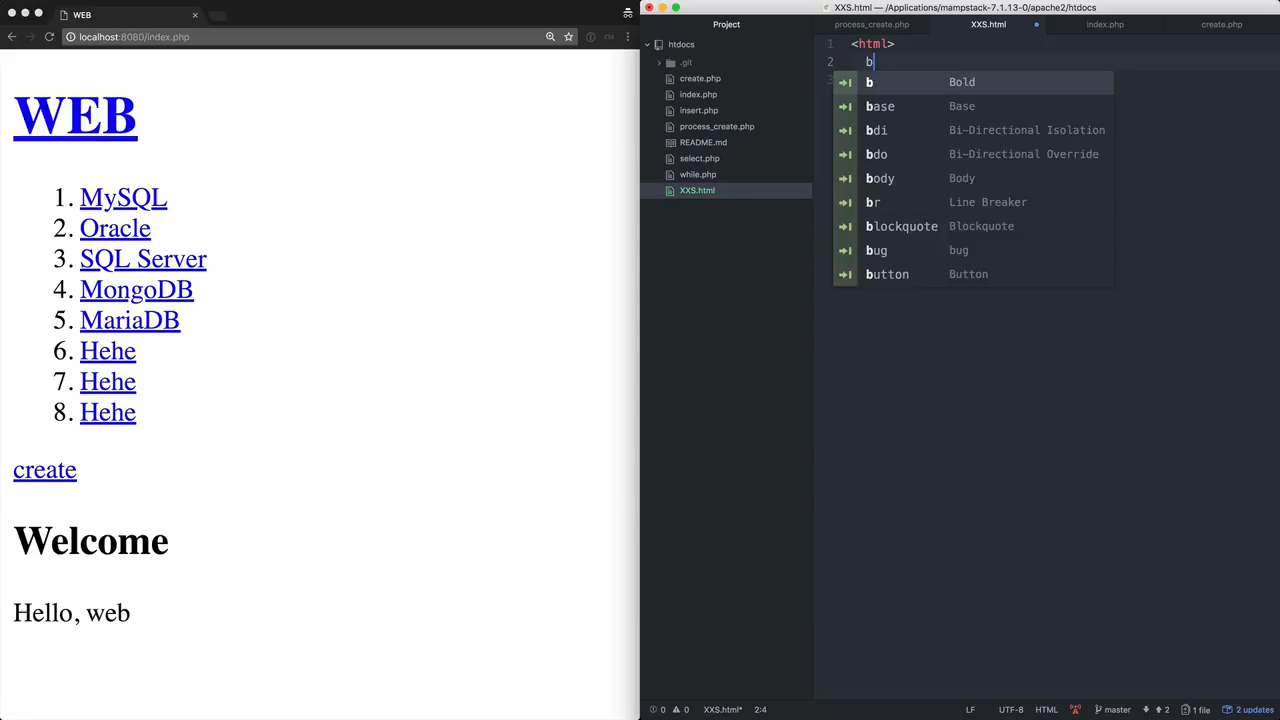 WEB
localhost:8080/index.php
WEB
1. MySQL
2. Oracle
3. SQL Server
4. MongoDB
5. MariaDB
6. Hehe
7. Hehe
8. Hehe
create
Welcome
Hello, web
XXS.html — /Applications/mampstack-7.1.13-0/apache2/htdocs
Project
process_create.php
XXS.html
index.php
create.php
htdocs
.git
create.php
index.php
insert.php
process_create.php
README.md
select.php
while.php
XXS.html
1 <html>
2 b
3
b Bold
base Base
bdi Bi-Directional Isolation
bdo Bi-Directional Override
body Body
br Line Breaker
blockquote Blockquote
bug bug
button Button
0 0 XXS.html* 2:4
LF UTF-8 HTML master 2 1 file 2 updates